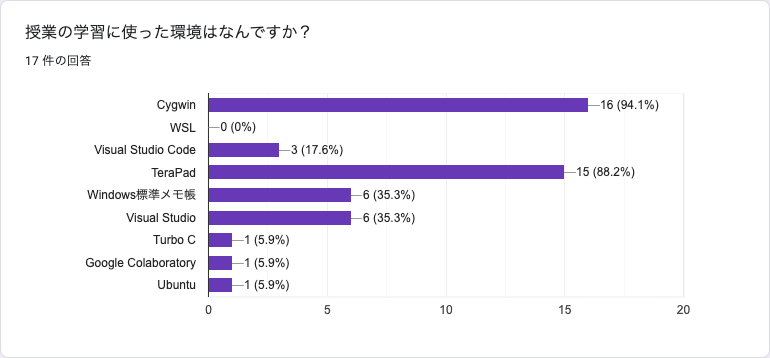 授業の学習に使った環境はなんですか？
17 件の回答
Cygwin 16 (94.1%)
WSL 0 (0%)
Visual Studio Code 3 (17.6%)
TeraPad 15 (88.2%)
Windows標準メモ帳 6 (35.3%)
Visual Studio 6 (35.3%)
Turbo C 1 (5.9%)
Google Colaboratory 1 (5.9%)
Ubuntu 1 (5.9%)
0 5 10 15 20